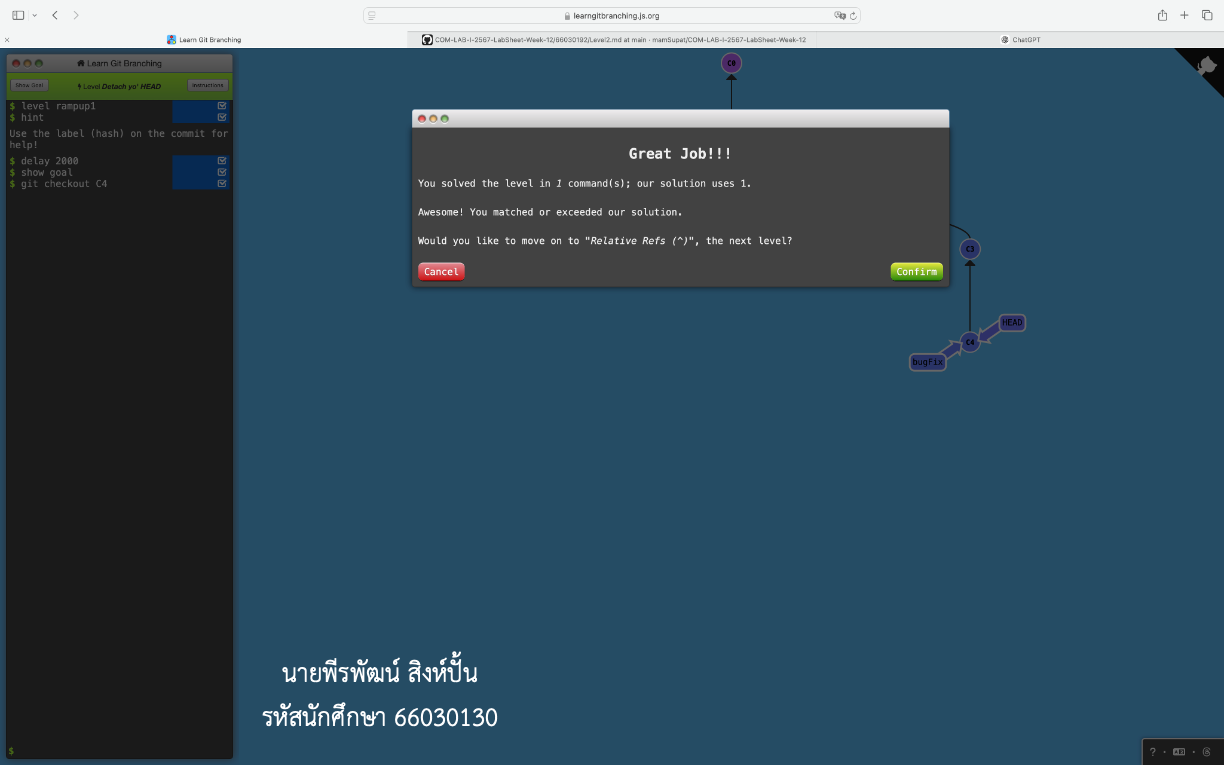 learngitbranching.js.org
Learn Git Branching
COM-LAB-I-2567-LabSheet-Week-12/66030192/Level2.md at main · mamSupat/COM-LAB-I-2567-LabSheet-Week-12
ChatGPT
Learn Git Branching
Show Goal
Level Detach yo' HEAD
Instructions
$ level rampup1
$ hint
Use the label (hash) on the commit for
help!
$ delay 2000
$ show goal
$ git checkout C4
$
C0
Great Job!!!
You solved the level in 1 command(s); our solution uses 1.
Awesome! You matched or exceeded our solution.
Would you like to move on to "Relative Refs (^)", the next level?
Cancel
Confirm
C3
HEAD
C4
bugFix
นายพีรพัฒน์ สิงห์ปั้น
รหัสนักศึกษา 66030130